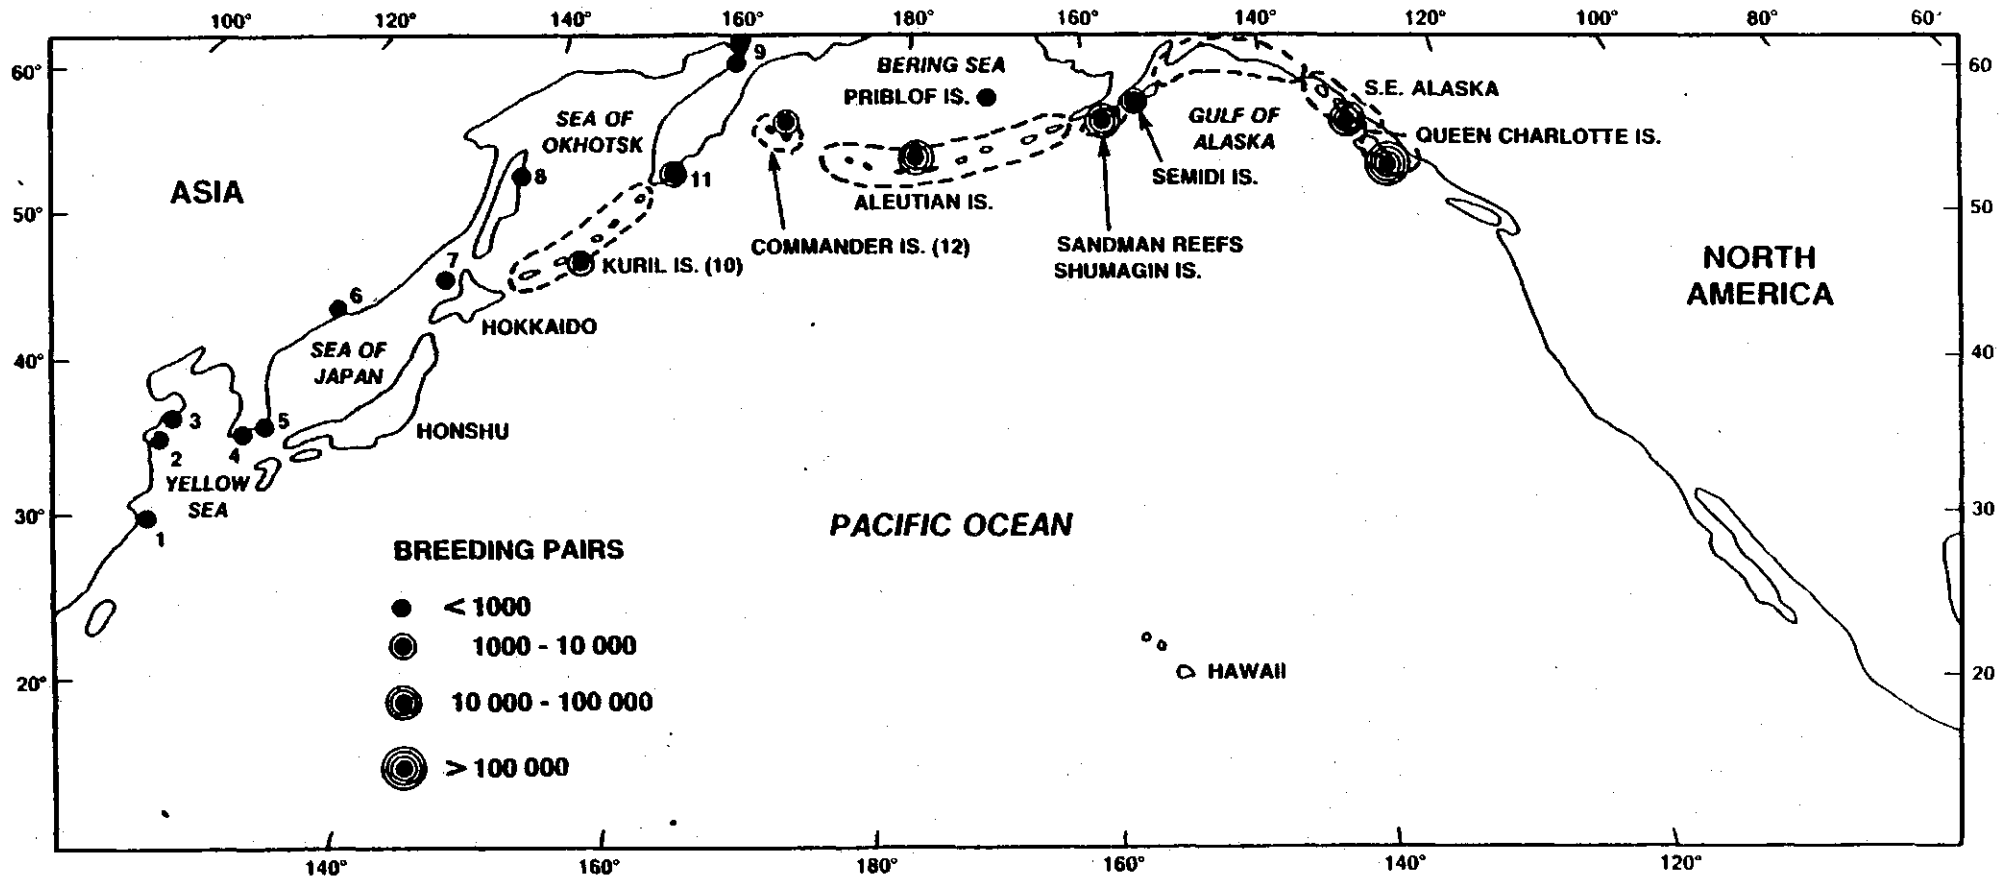 100° 120° 140° 160° 180° 160° 140° 120° 100° 80° 60°
60° 60
50° 50
40° 40
30° 30
20° 20
9
BERING SEA
PRIBLOF IS.
S.E. ALASKA
SEA OF
OKHOTSK
GULF OF
ALASKA
QUEEN CHARLOTTE IS.
ASIA
8
11
SEMIDI IS.
ALEUTIAN IS.
COMMANDER IS. (12)
SANDMAN REEFS
SHUMAGIN IS.
NORTH
AMERICA
7
KURIL IS. (10)
6
HOKKAIDO
SEA OF
JAPAN
3
5
HONSHU
4
2
YELLOW
SEA
1
PACIFIC OCEAN
BREEDING PAIRS
< 1000
1000 - 10 000
10 000 - 100 000
> 100 000
HAWAII
140° 160° 180° 160° 140° 120°